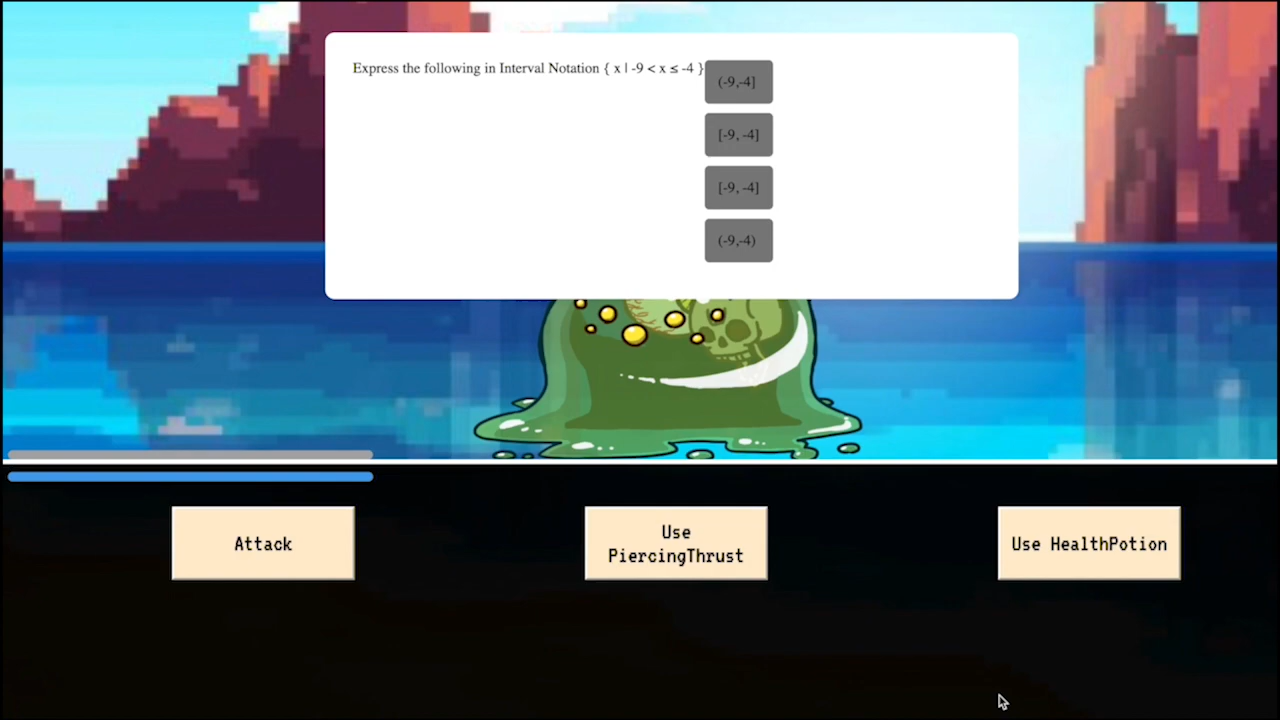 Express the following in Interval Notation { x | -9 < x ≤ -4 }
(-9,-4]
[-9, -4]
[-9, -4]
(-9,-4)
Attack
Use
PiercingThrust
Use HealthPotion